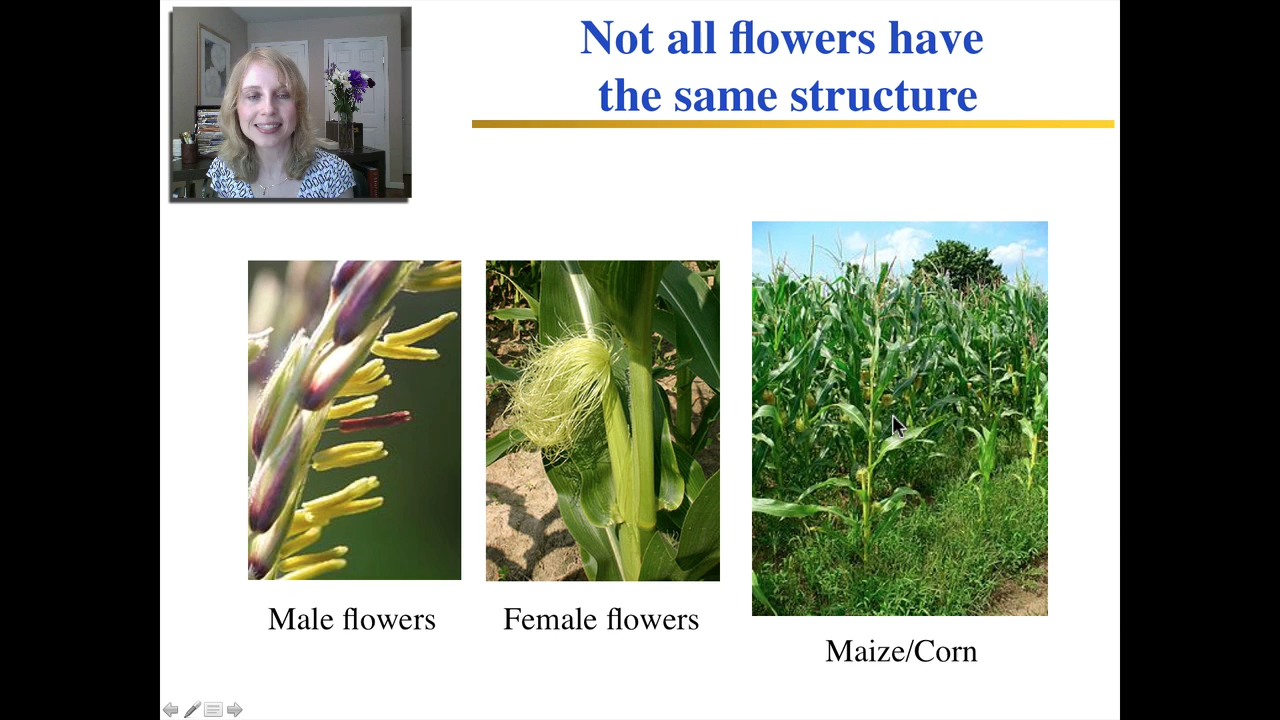 Not all flowers have
the same structure
Male flowers
Female flowers
Maize/Corn